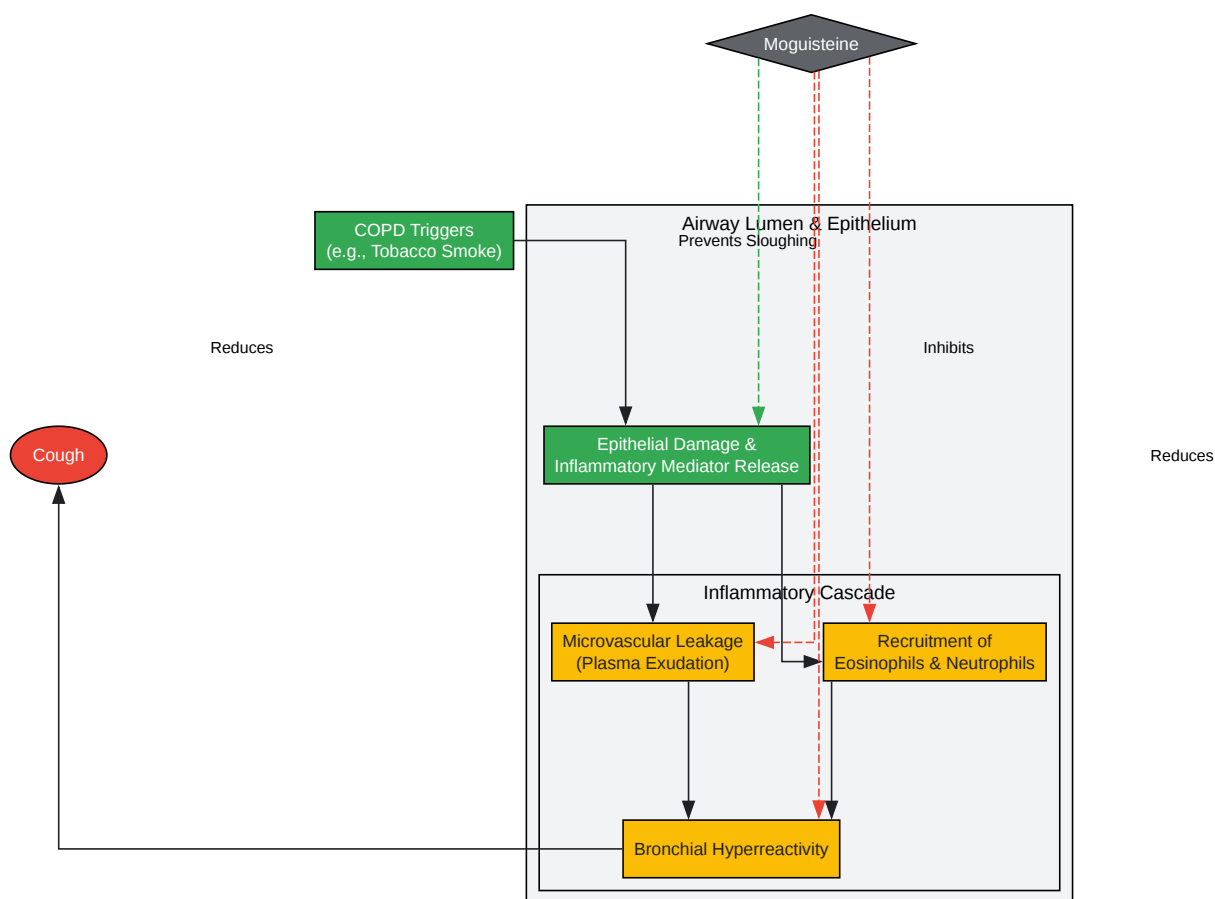 Moguisteine
Airway Lumen & Epithelium
COPD Triggers
(e.g., Tobacco Smoke)
Prevents Sloughing
Reduces
Inhibits
Cough
Epithelial Damage &
Inflammatory Mediator Release
Reduces
Inflammatory Cascade
Microvascular Leakage
(Plasma Exudation)
Recruitment of
Eosinophils & Neutrophils
Bronchial Hyperreactivity